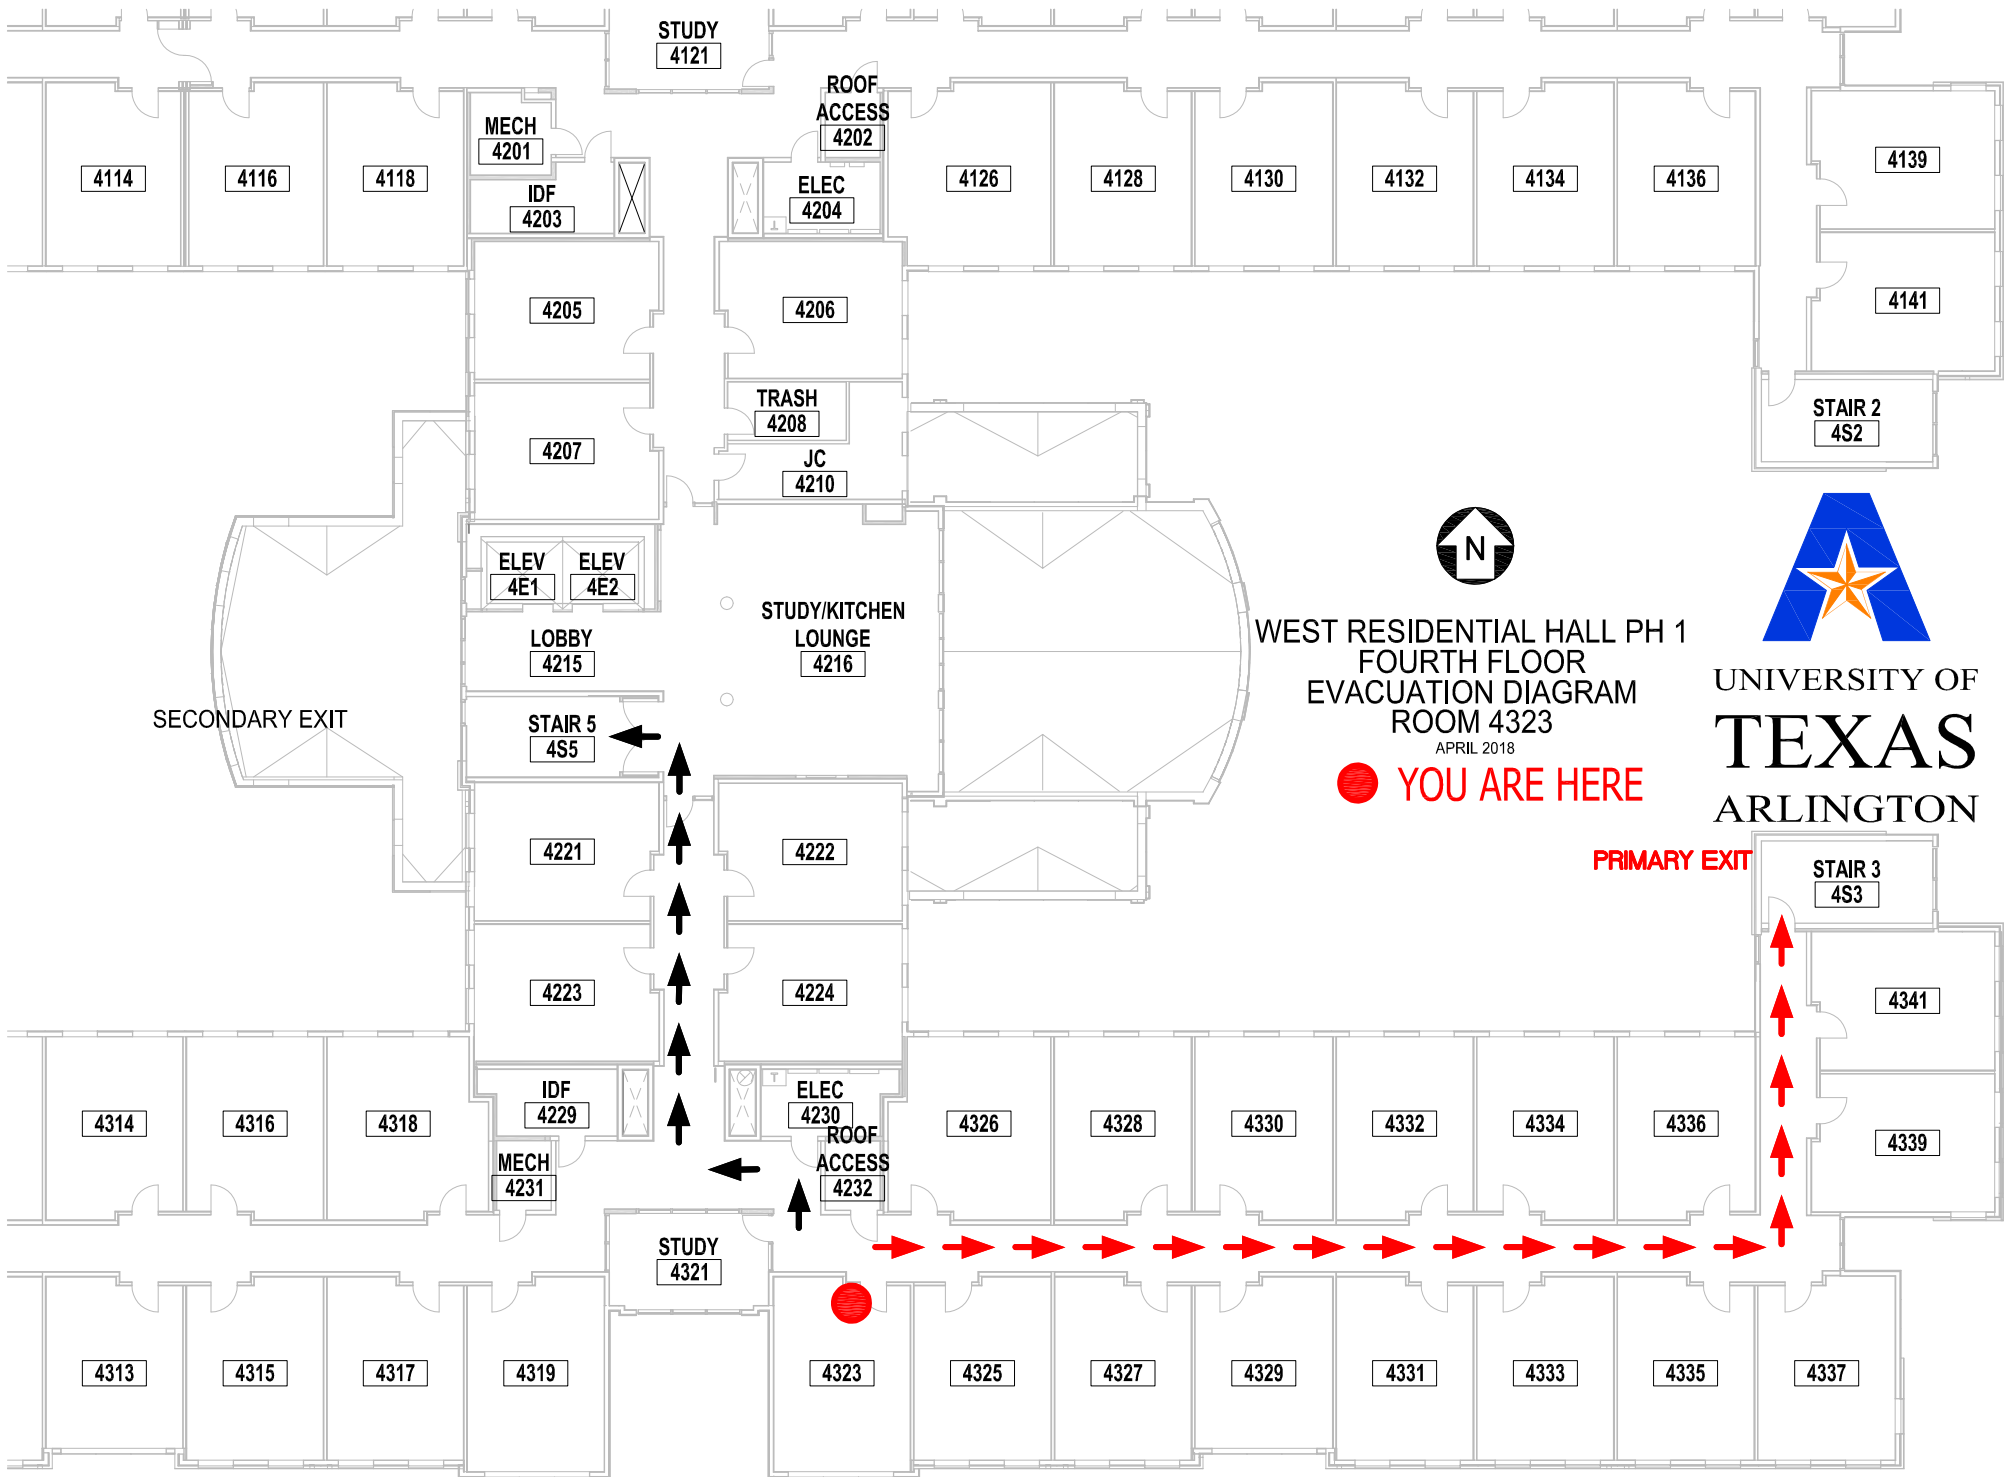 STUDY
4121
ROOF
ACCESS
4202
MECH
4201
4114
4116
4118
IDF
4203
ELEC
4204
4126
4128
4130
4132
4134
4136
4139
4205
4206
4141
TRASH
4208
4207
JC
4210
STAIR 2
4S2
ELEV
4E1
ELEV
4E2
N
LOBBY
4215
STUDY/KITCHEN
LOUNGE
4216
WEST RESIDENTIAL HALL PH 1
FOURTH FLOOR
EVACUATION DIAGRAM
ROOM 4323
APRIL 2018
YOU ARE HERE
UNIVERSITY OF
TEXAS
ARLINGTON
SECONDARY EXIT
STAIR 5
4S5
4221
4222
PRIMARY EXIT
STAIR 3
4S3
4223
4224
4341
IDF
4229
T
ELEC
4230
4314
4316
4318
ROOF
ACCESS
4232
MECH
4231
4326
4328
4330
4332
4334
4336
4339
STUDY
4321
4313
4315
4317
4319
4323
4325
4327
4329
4331
4333
4335
4337